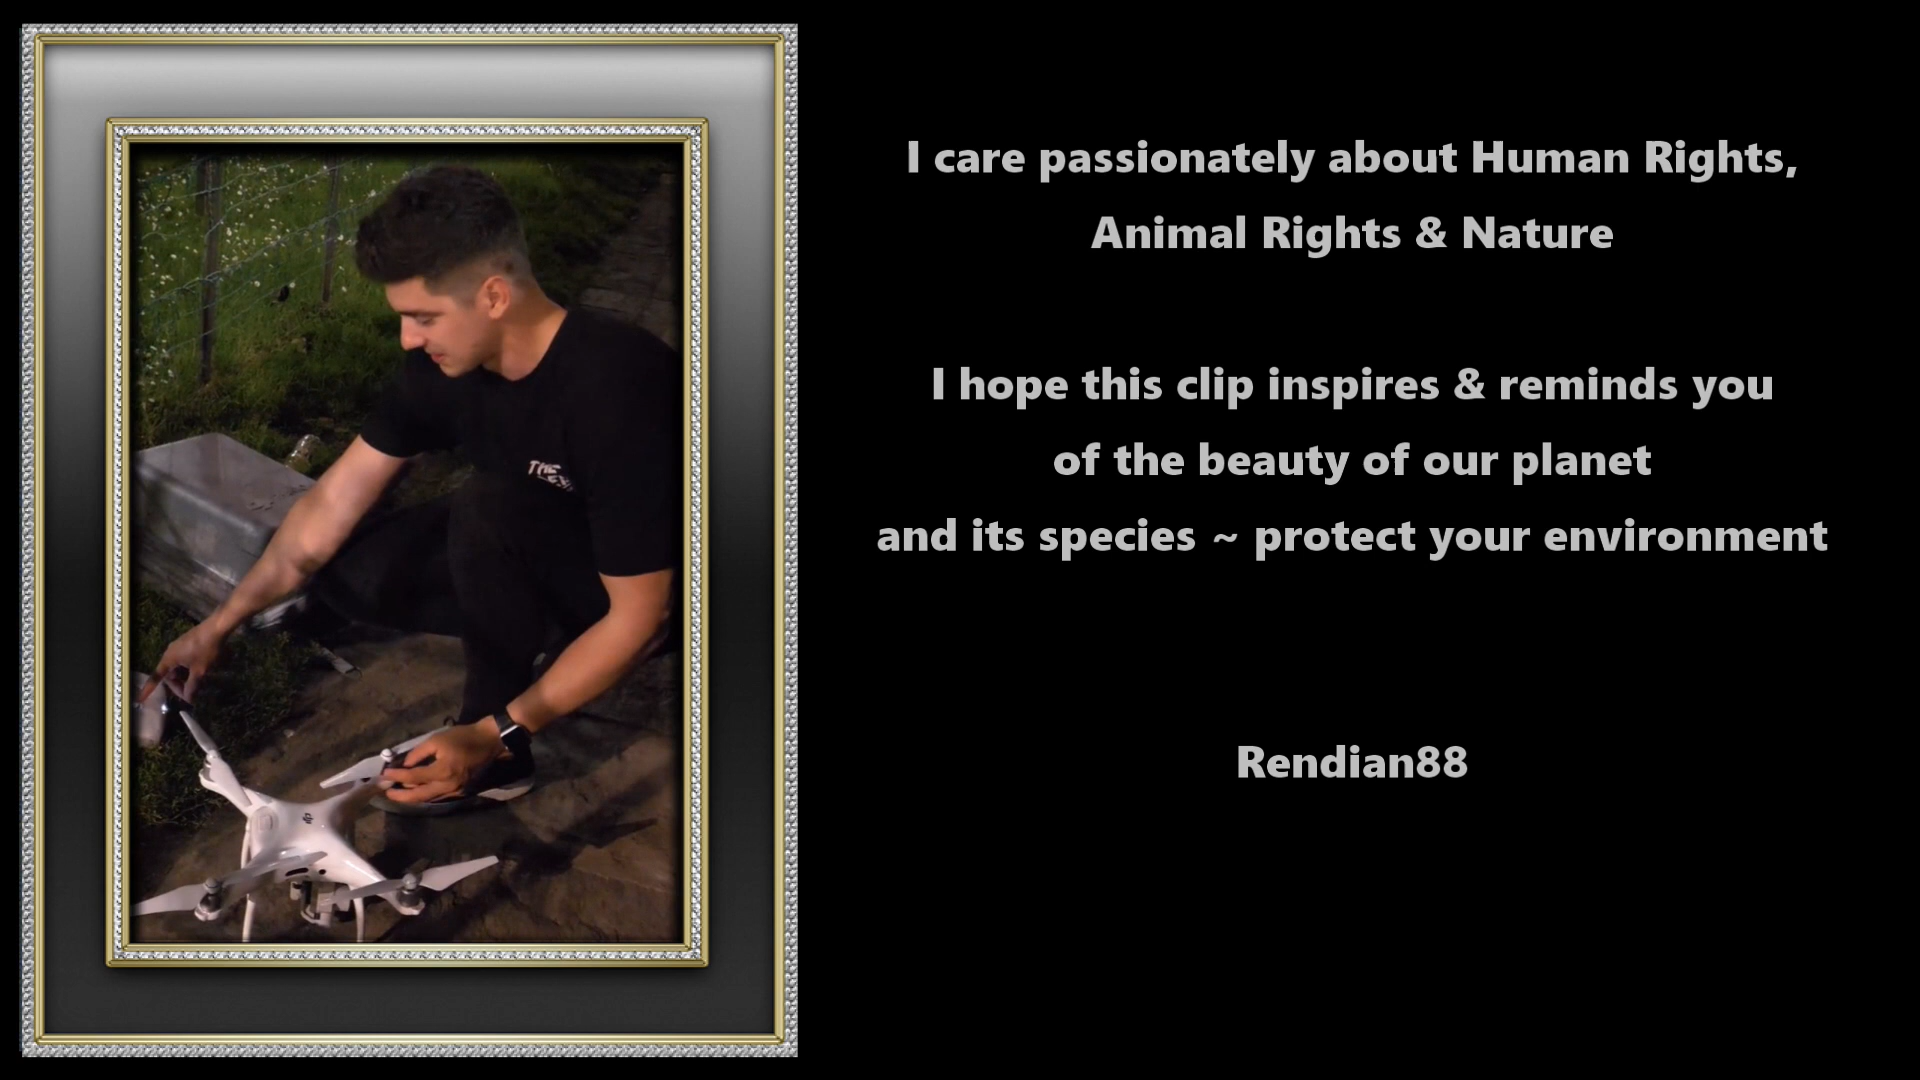 I care passionately about Human Rights,
Animal Rights & Nature
I hope this clip inspires & reminds you
of the beauty of our planet
and its species ~ protect your environment
Rendian88
THE